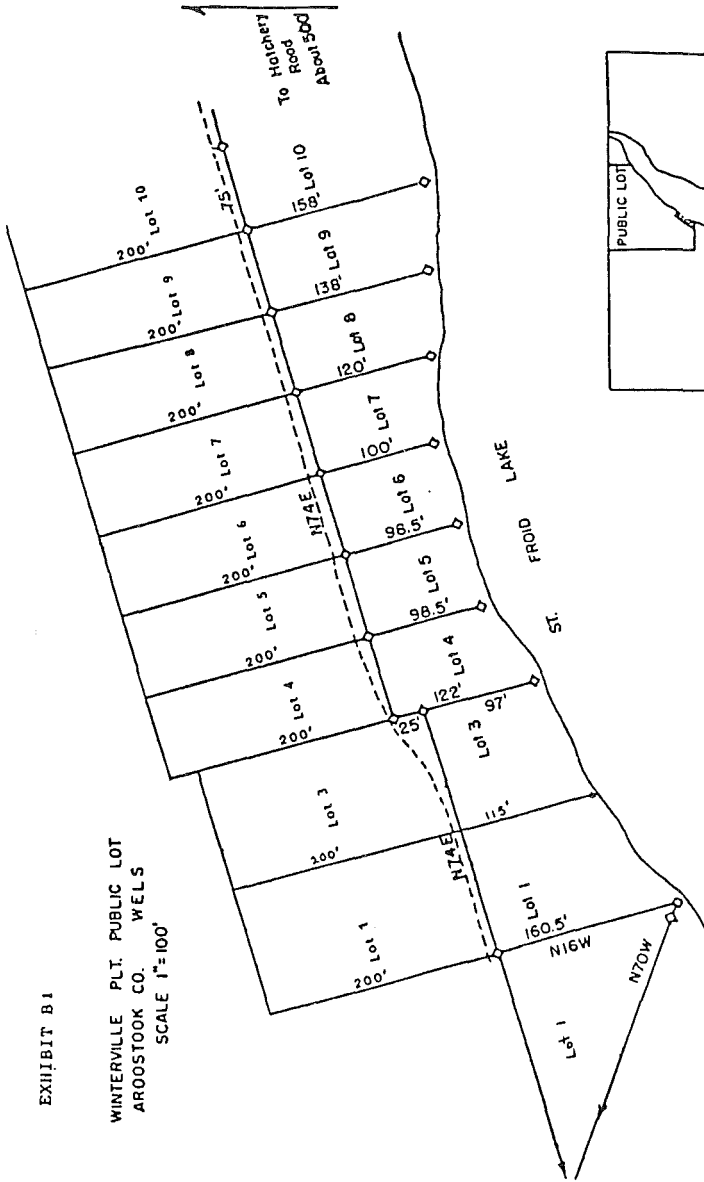 EXHIBIT B1
WINTERVILLE PLT. PUBLIC LOT
AROOSTOOK CO. WELS
SCALE 1"=100'
To Hatchery
Road
About 500
200' Lot 10
200' Lot 9
200' Lot 8
200' Lot 7
200' Lot 6
200' Lot 5
200' Lot 4
200' Lot 3
200'
75'
N74E
N74E
158' Lot 10
138' Lot 9
120' Lot 8
100' Lot 7
98.5' Lot 6
98.5' Lot 5
122' Lot 4
25'
97'
Lot 3
115'
Lot 1
160.5'
N16W
Lot 1
N70W
ST. FROID LAKE
PUBLIC LOT